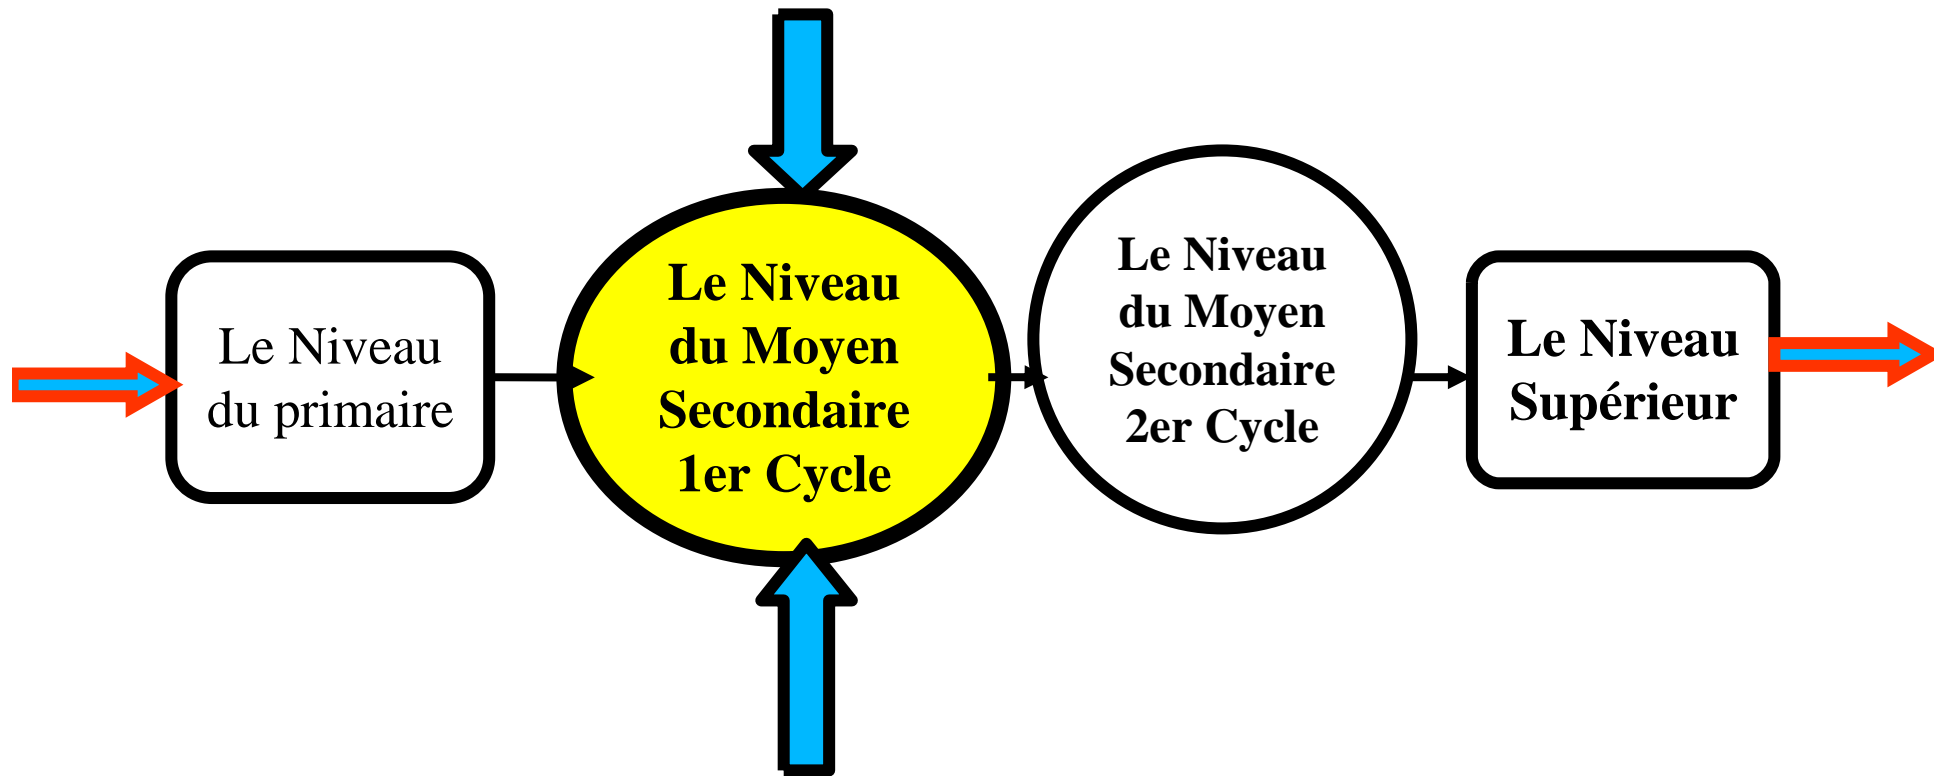 Le Niveau
du primaire
Le Niveau
du Moyen
Secondaire
1er Cycle
Le Niveau
du Moyen
Secondaire
2er Cycle
Le Niveau
Supérieur